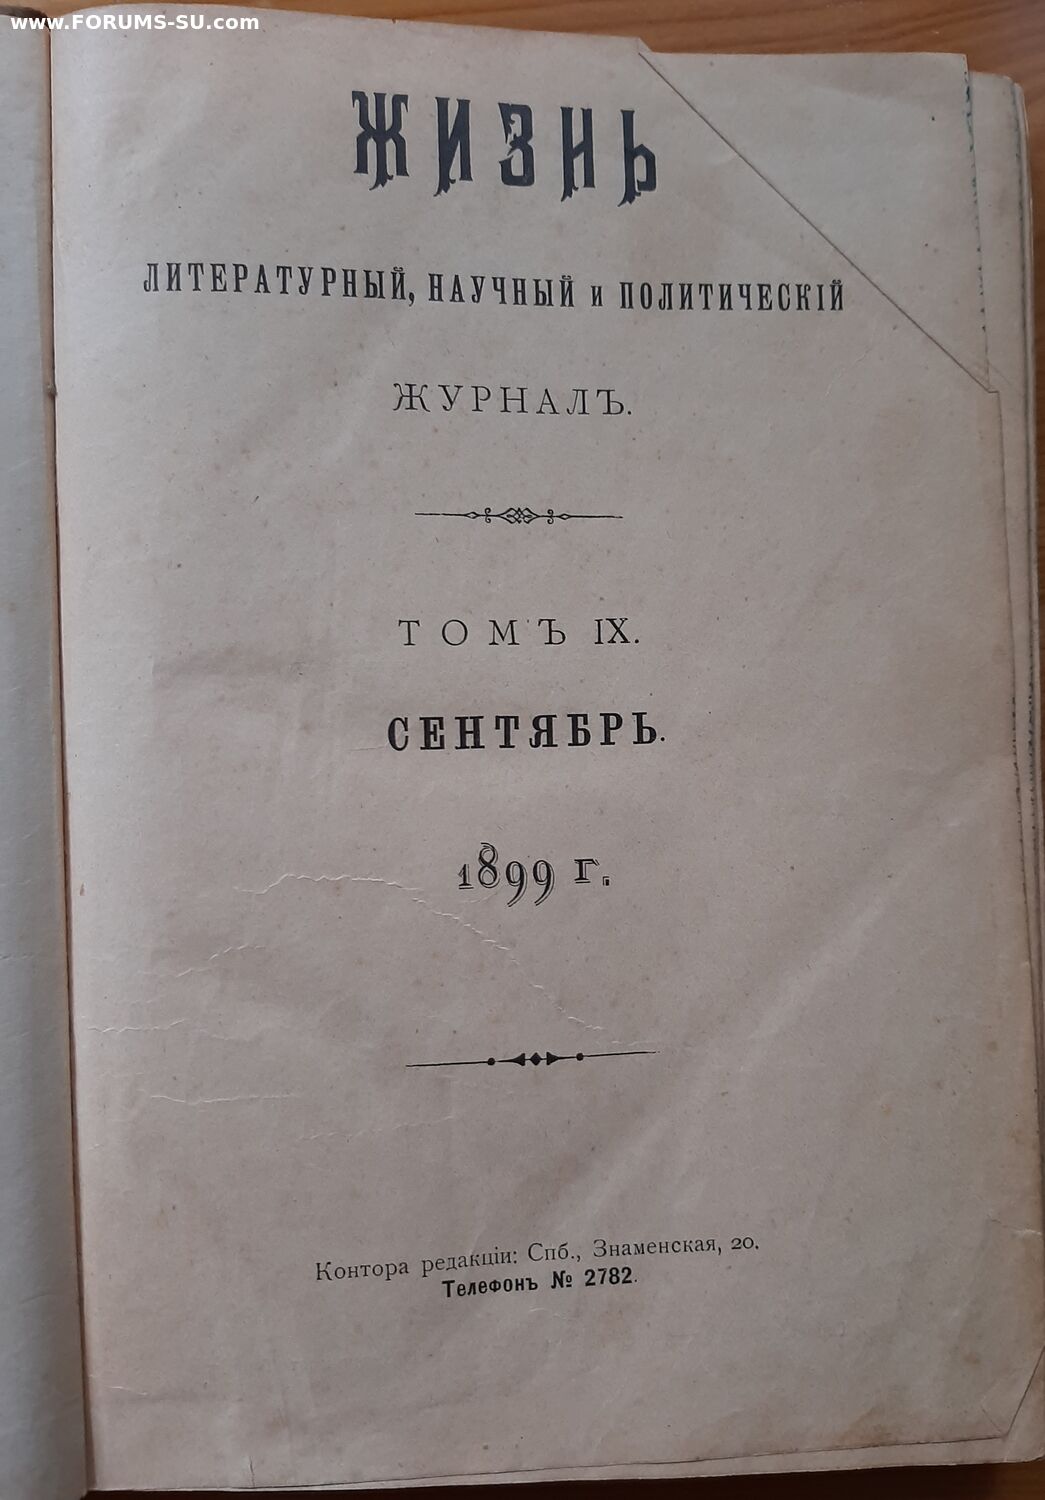 www.FORUMS-SU.com
ЖИЗНЬ
ЛИТЕРАТУРНЫЙ, НАУЧНЫЙ и ПОЛИТИЧЕСКІЙ
ЖУРНАЛЪ.
ТОМЪ IX.
СЕНТЯБРЬ.
1899 г.
Контора редакціи: Спб., Знаменская, 20.
Телефонъ № 2782.